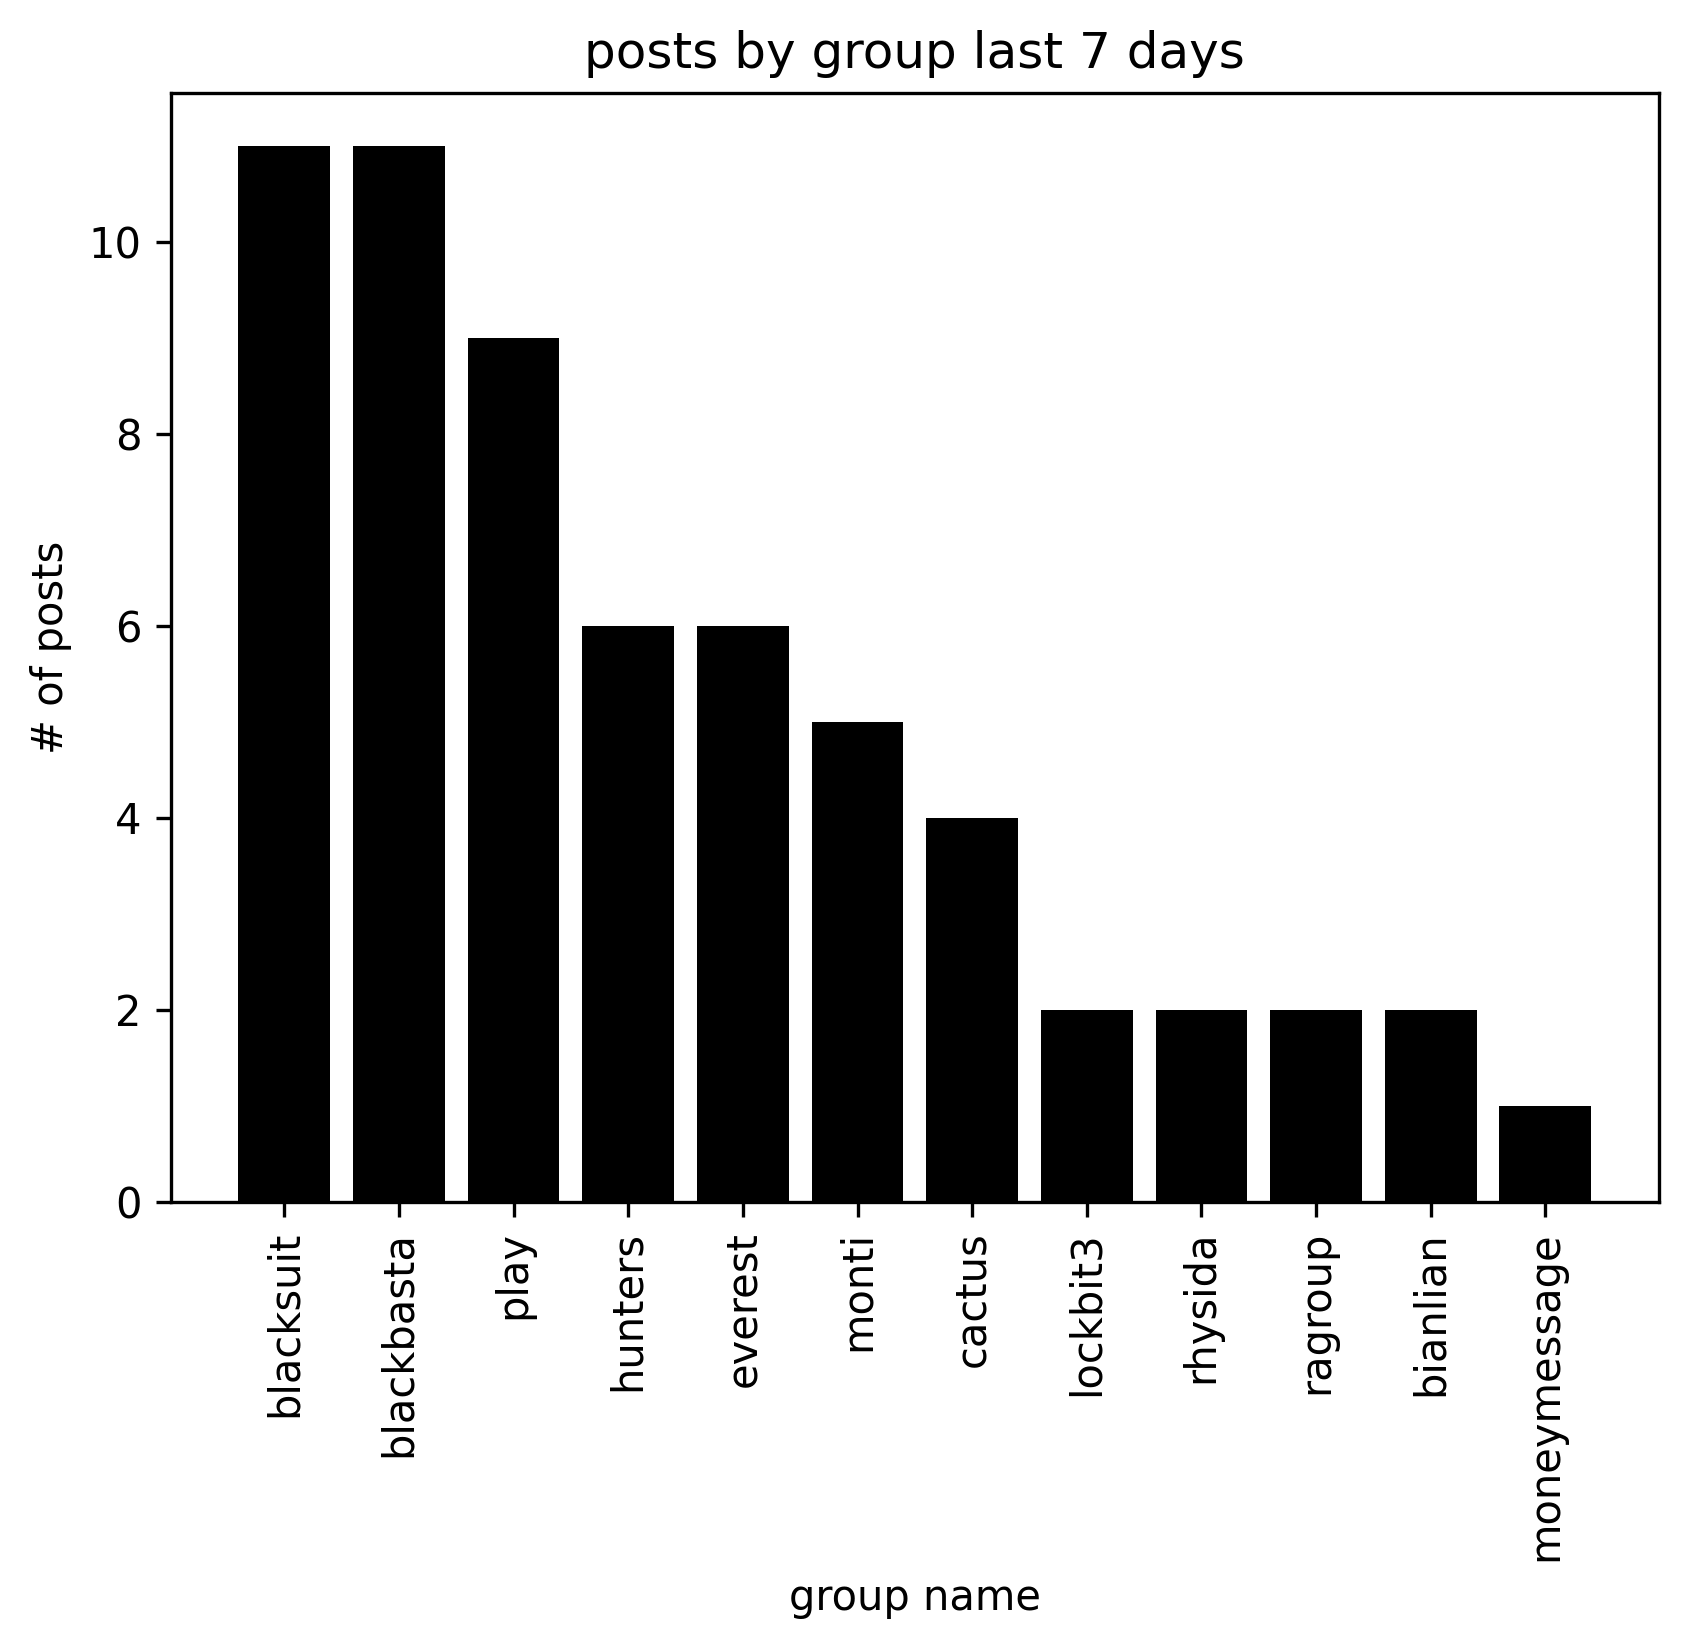 posts by group last 7 days
# of posts
10
8
6
4
2
0
blacksuit
blackbasta
play
hunters
everest
monti
cactus
lockbit3
rhysida
ragroup
bianlian
moneymessage
group name